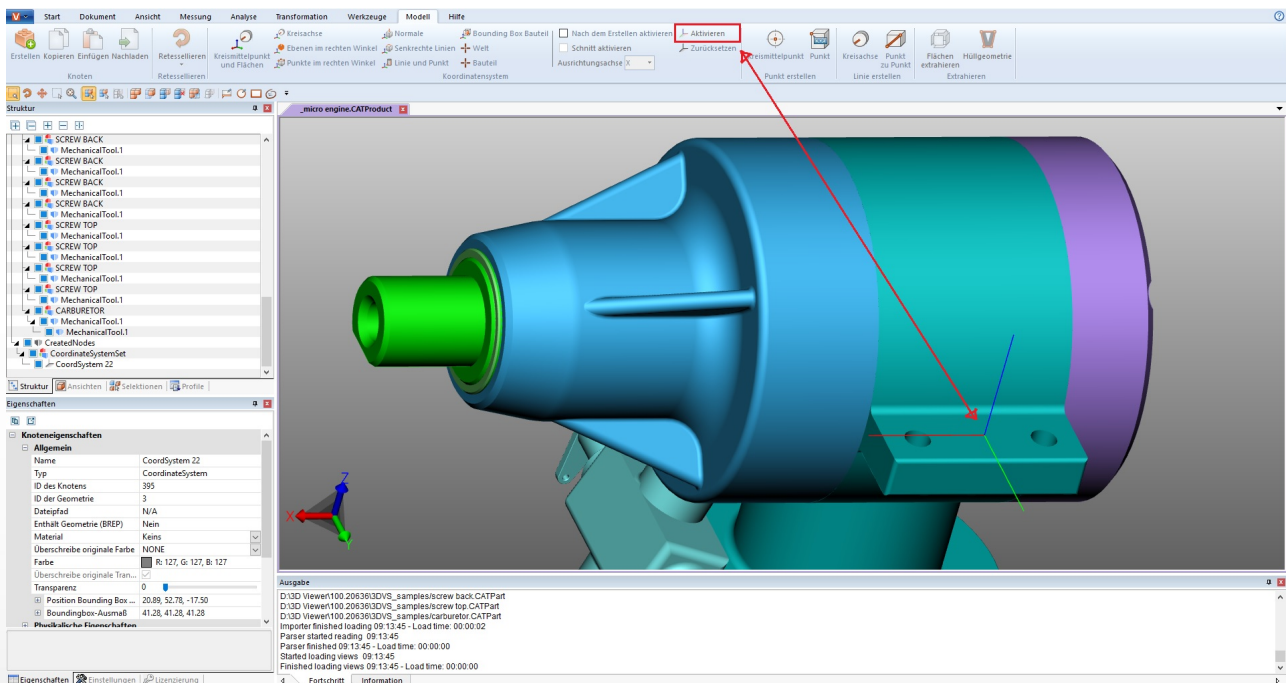 Start Dokument Ansicht Messung Analyse Transformation Werkzeuge Modell Hilfe
Kreisachse Normale Bounding Box Bauteil Nach dem Erstellen aktivieren Aktivieren
Ebenen im rechten Winkel Senkrechte Linien Welt Schnitt aktivieren Zurücksetzen
Erstellen Kopieren Einfügen Nachladen Retessellieren Kreismittelpunkt und Flächen Punkte im rechten Winkel Linie und Punkt Bauteil Ausrichtungsachse X Kreismittelpunkt Punkt Kreisachse Punkt zu Punkt Flächen extrahieren Hüllgeometrie
Knoten Retessellieren Koordinatensystem Punkt erstellen Linie erstellen Extrahieren
Struktur
_micro engine.CATProduct
SCREW BACK
MechanicalTool.1
SCREW BACK
MechanicalTool.1
SCREW BACK
MechanicalTool.1
SCREW BACK
MechanicalTool.1
SCREW TOP
MechanicalTool.1
SCREW TOP
MechanicalTool.1
SCREW TOP
MechanicalTool.1
SCREW TOP
MechanicalTool.1
CARBURETOR
MechanicalTool.1
MechanicalTool.1
CreatedNodes
CoordinateSystemSet
CoordSystem 22
Struktur Ansichten Selektionen Profile
Eigenschaften
Knoteneigenschaften
Allgemein
Name CoordSystem 22
Typ CoordinateSystem
ID des Knotens 395
ID der Geometrie 3
Dateipfad N/A
Enthält Geometrie (BREP) Nein
Material Keins
Überschreibe originale Farbe NONE
Farbe R: 127, G: 127, B: 127
Überschreibe originale Tran...
Transparenz 0
Position Bounding Box ... 20.89, 52.78, -17.50
Boundingbox-Ausmaß 41.28, 41.28, 41.28
Physikalische Eigenschaften
Eigenschaften Einstellungen Lizenzierung
Z
X
Y
Ausgabe
D:\3D Viewer\100.20636\3DVS_samples/screw back.CATPart
D:\3D Viewer\100.20636\3DVS_samples/screw top.CATPart
D:\3D Viewer\100.20636\3DVS_samples/carburetor.CATPart
Importer finished loading 09:13:45 - Load time: 00:00:02
Parser started reading 09:13:45
Parser finished 09:13:45 - Load time: 00:00:00
Started loading views 09:13:45
Finished loading views 09:13:45 - Load time: 00:00:00
Fortschritt Information